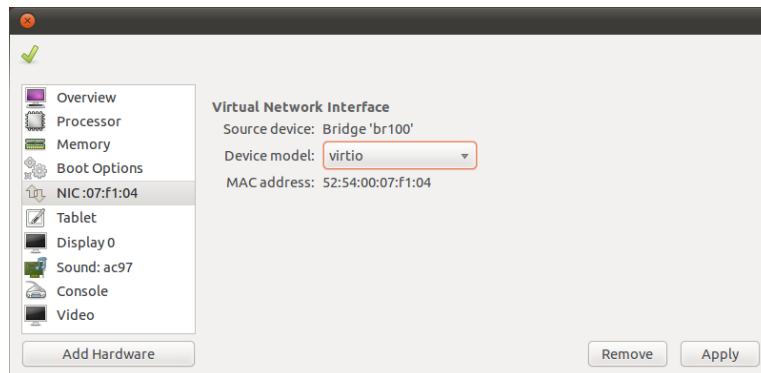 Overview
Processor
Memory
Boot Options
NIC :07:f1:04
Tablet
Display 0
Sound: ac97
Console
Video
Add Hardware
Virtual Network Interface
Source device: Bridge 'br100'
Device model: virtio
MAC address: 52:54:00:07:f1:04
Remove
Apply